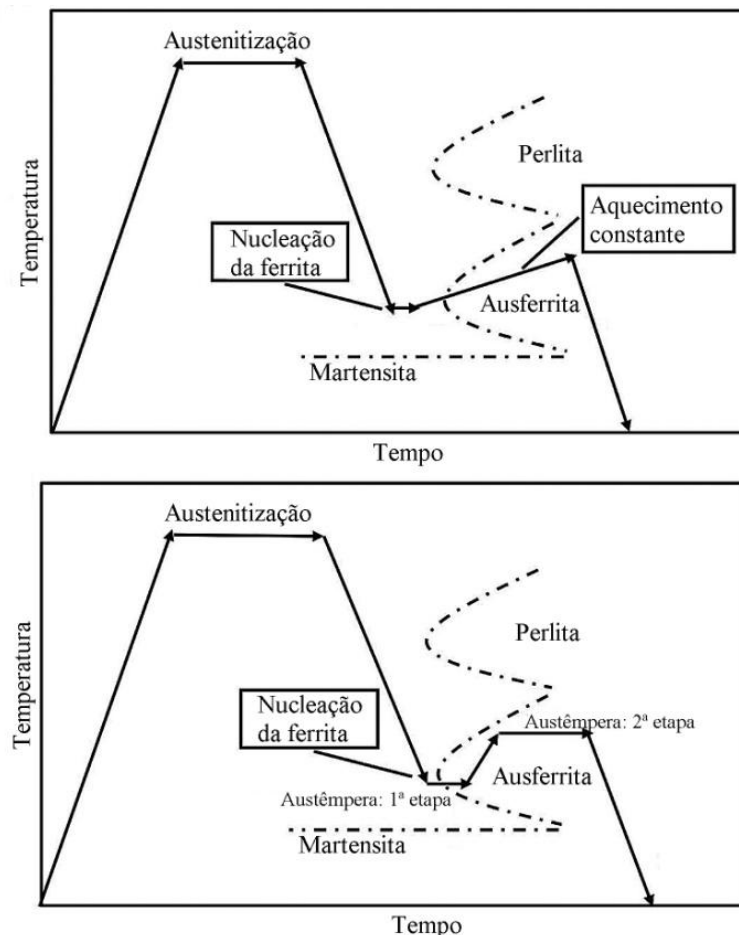 Austenitização
Perlita
Aquecimento
constante
Nucleação
da ferrita
Ausferrita
Martensita
Temperatura
Tempo
Austenitização
Perlita
Nucleação
da ferrita
Austêmpera: 2ª etapa
Ausferrita
Austêmpera: 1ª etapa
Martensita
Temperatura
Tempo